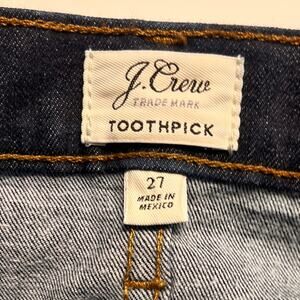 J.Crew
TRADE MARK
TOOTHPICK
27
MADE IN
MEXICO